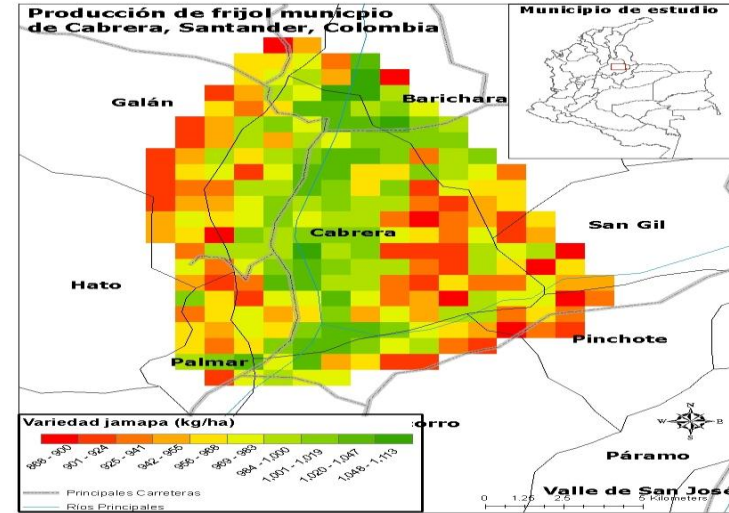 Producción de frijol municpio
de Cabrera, Santander, Colombia
Municipio de estudio
Galán
Barichara
Cabrera
San Gil
Hato
Pinchote
Palmar
orro
Páramo
Valle de San José
Variedad jamapa (kg/ha)
868 - 900
901 - 924
925 - 941
942 - 955
956 - 968
969 - 983
984 - 1,000
1,001 - 1,019
1,020 - 1,047
1,048 - 1,113
Principales Carreteras
Ríos Principales
N
W
E
S
0 1.25 2.5 5 Kilometers